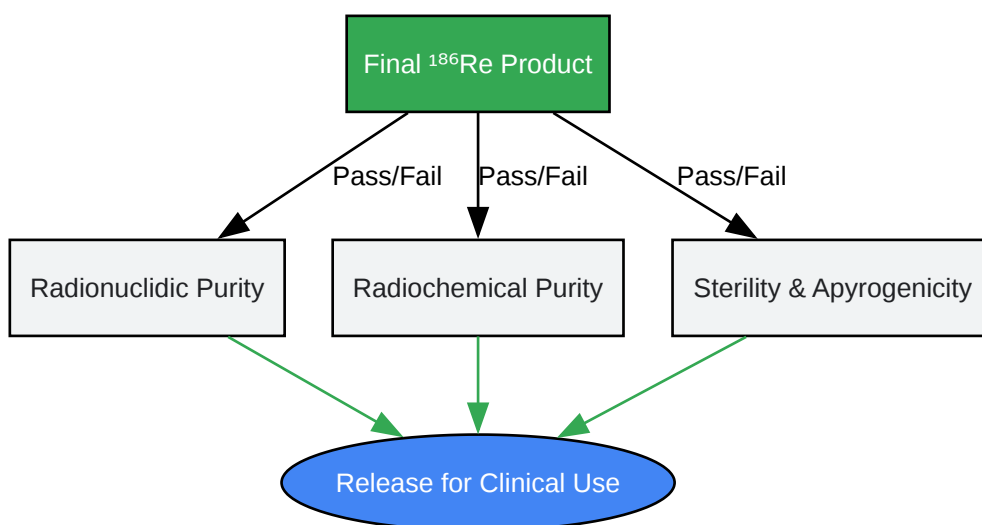 Final ¹⁸⁶Re Product
Pass/Fail
Pass/Fail
Pass/Fail
Radionuclidic Purity
Radiochemical Purity
Sterility & Apyrogenicity
Release for Clinical Use